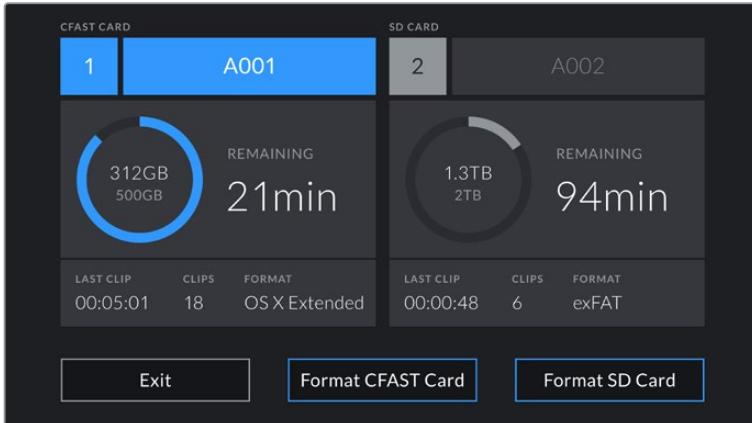 CFAST CARD
1
A001
312GB
500GB
REMAINING
21min
LAST CLIP CLIPS FORMAT
00:05:01 18 OS X Extended
SD CARD
2
A002
1.3TB
2TB
REMAINING
94min
LAST CLIP CLIPS FORMAT
00:00:48 6 exFAT
Exit
Format CFAST Card
Format SD Card